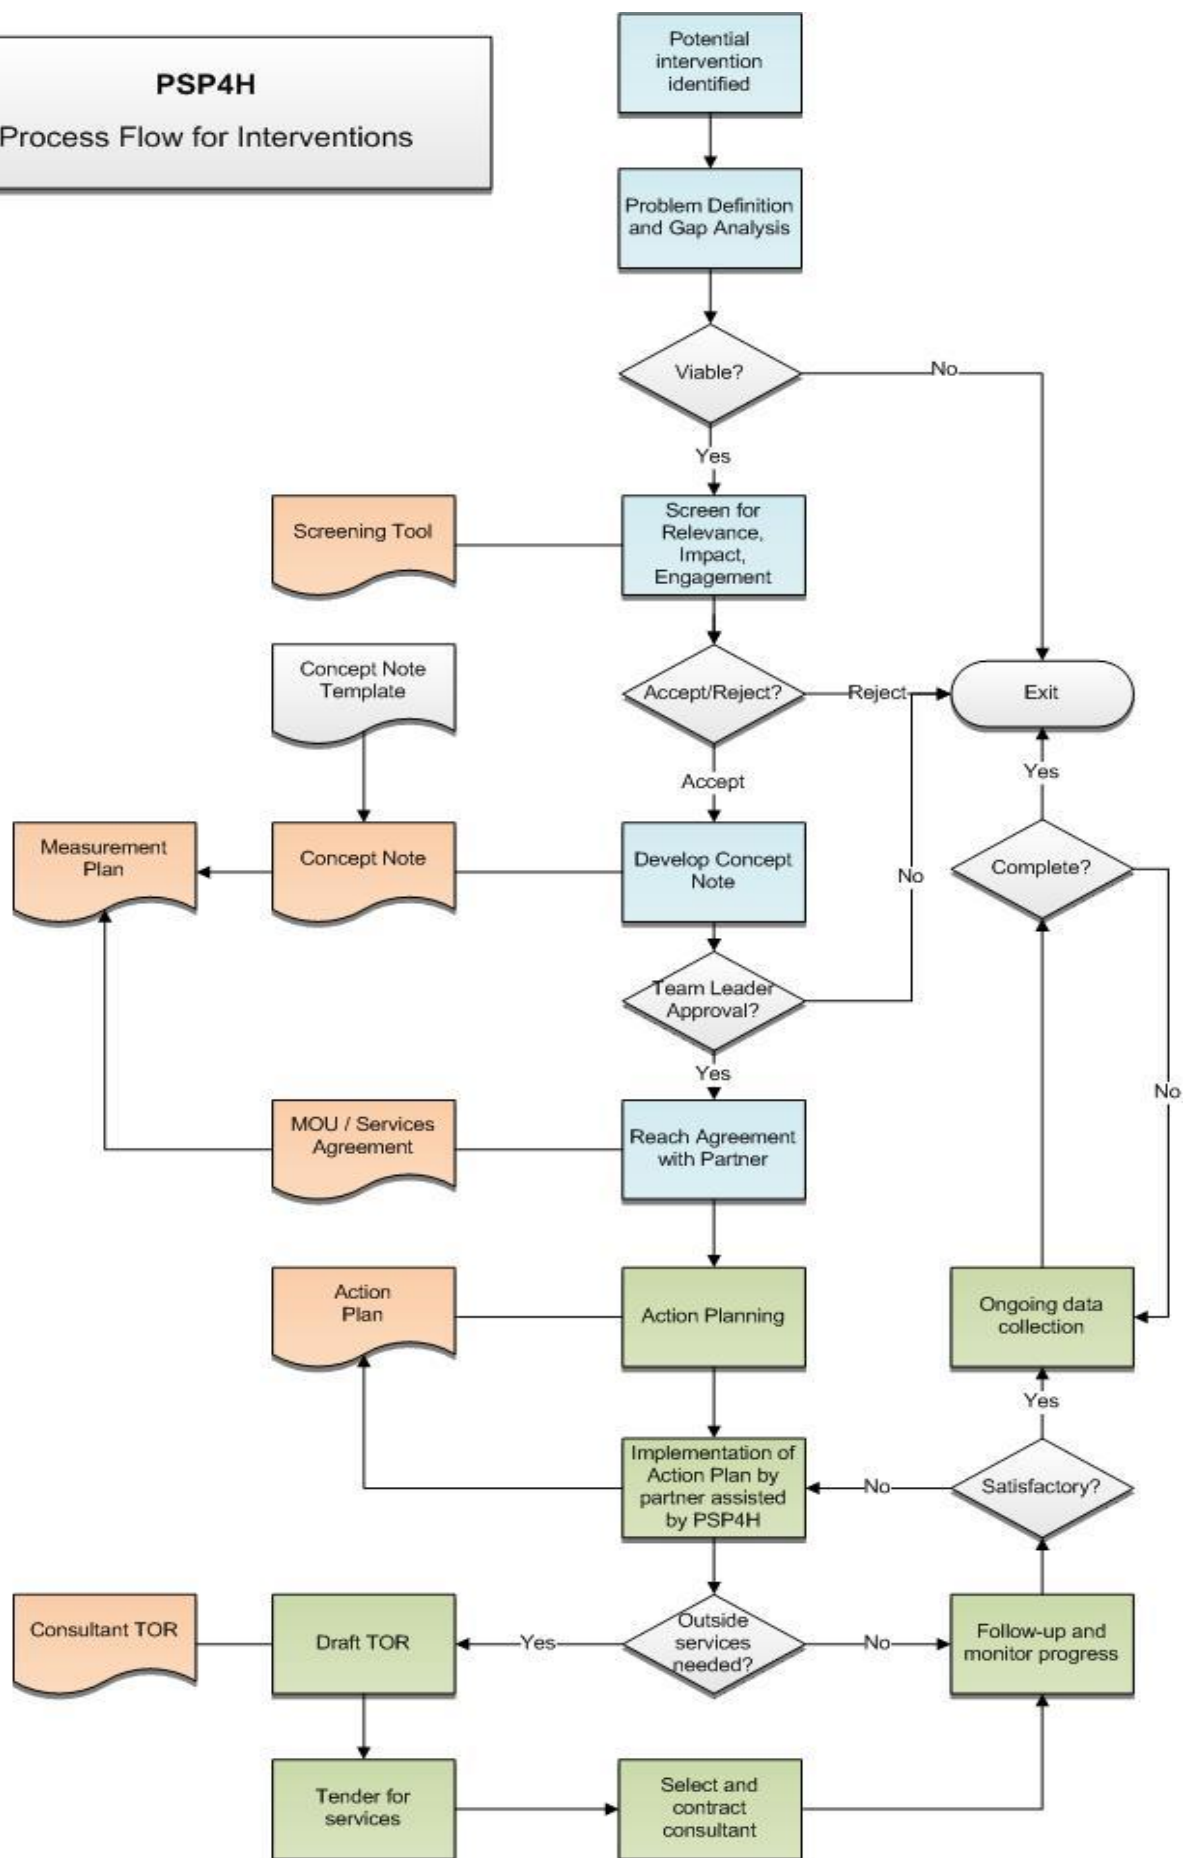 PSP4H
Process Flow for Interventions
Potential
intervention
identified
Problem Definition
and Gap Analysis
Viable?
No
Yes
Screening Tool
Screen for
Relevance,
Impact,
Engagement
Concept Note
Template
Accept/Reject?
Reject
Exit
Accept
Yes
Measurement
Plan
Concept Note
Develop Concept
Note
No
Complete?
Team Leader
Approval?
Yes
No
MOU / Services
Agreement
Reach Agreement
with Partner
Action
Plan
Action Planning
Ongoing data
collection
Yes
Implementation of
Action Plan by
partner assisted
by PSP4H
No
Satisfactory?
Consultant TOR
Draft TOR
Yes
Outside
services
needed?
No
Follow-up and
monitor progress
Tender for
services
Select and
contract
consultant